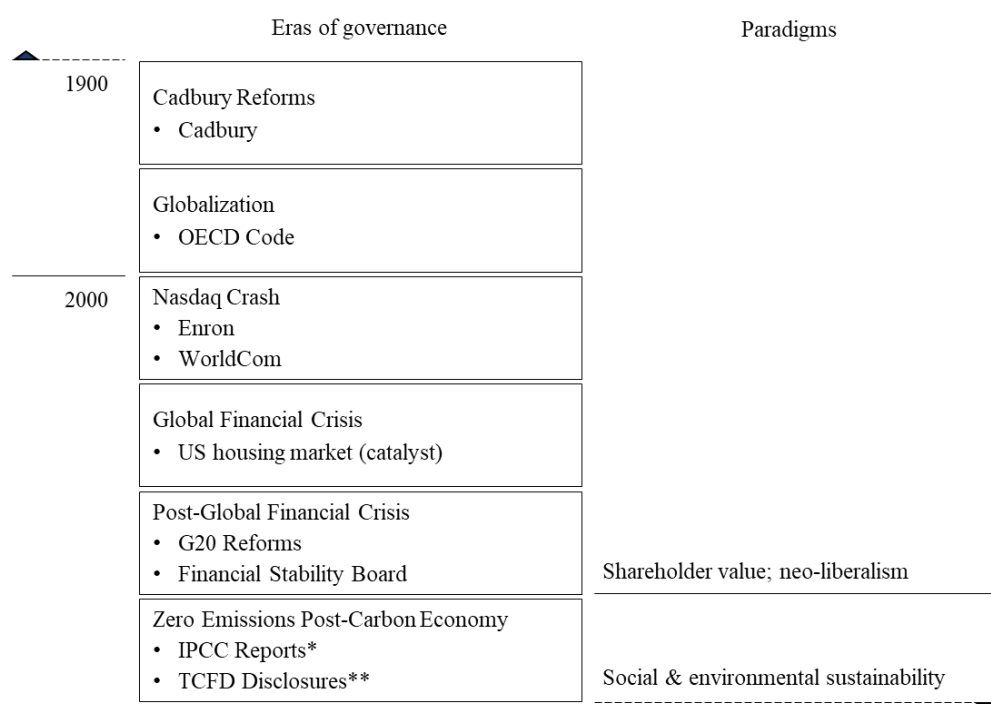 Eras of governance
Paradigms
1900
Cadbury Reforms
• Cadbury
Globalization
• OECD Code
2000
Nasdaq Crash
• Enron
• WorldCom
Global Financial Crisis
• US housing market (catalyst)
Post-Global Financial Crisis
• G20 Reforms
• Financial Stability Board
Shareholder value; neo-liberalism
Zero Emissions Post-Carbon Economy
• IPCC Reports*
• TCFD Disclosures**
Social & environmental sustainability